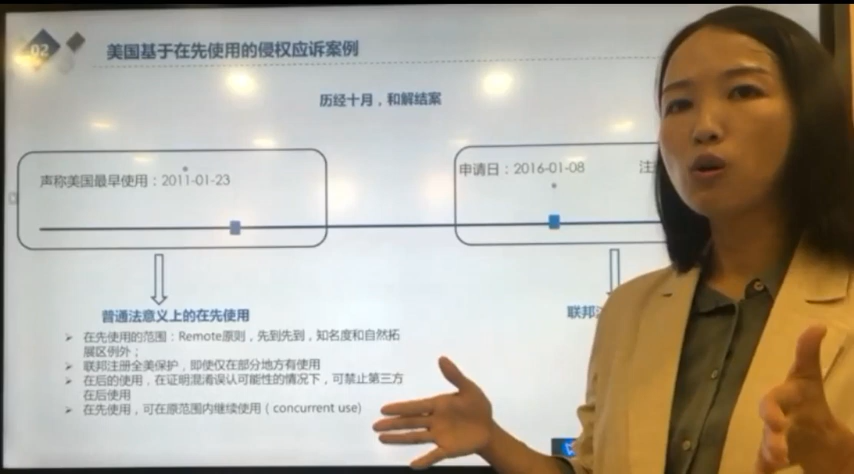 02
美国基于在先使用的侵权应诉案例
历经十月，和解结案
声称美国最早使用：2011-01-23
申请日：2016-01-08 注
普通法意义上的在先使用
联邦
➢ 在先使用的范围：Remote原则，先到先到，知名度和自然拓
展区例外；
➢ 联邦注册全美保护，即使仅在部分地方有使用
➢ 在后的使用，在证明混淆误认可能性的情况下，可禁止第三方
在后使用
➢ 在先使用，可在原范围内继续使用（concurrent use)